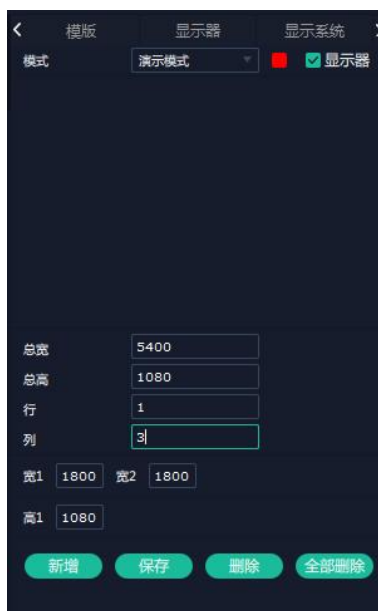 模版 显示器 显示系统
模式 演示模式 显示器
总宽 5400
总高 1080
行 1
列 3
宽1 1800 宽2 1800
高1 1080
新增 保存 删除 全部删除